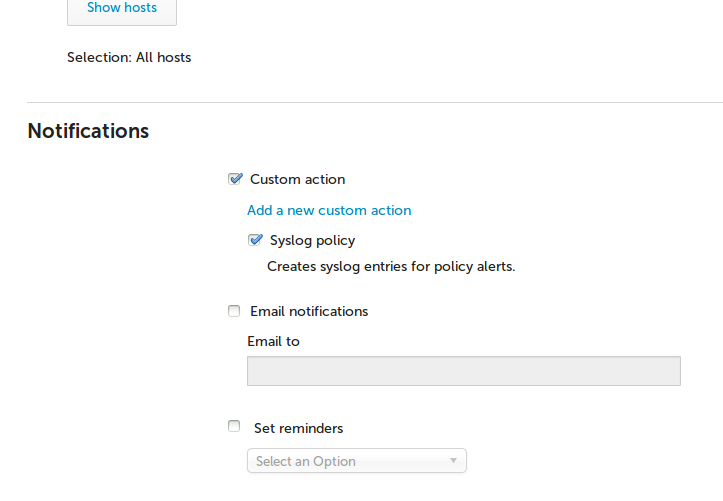 Show hosts
Selection: All hosts
Notifications
Custom action
Add a new custom action
Syslog policy
Creates syslog entries for policy alerts.
Email notifications
Email to
Set reminders
Select an Option